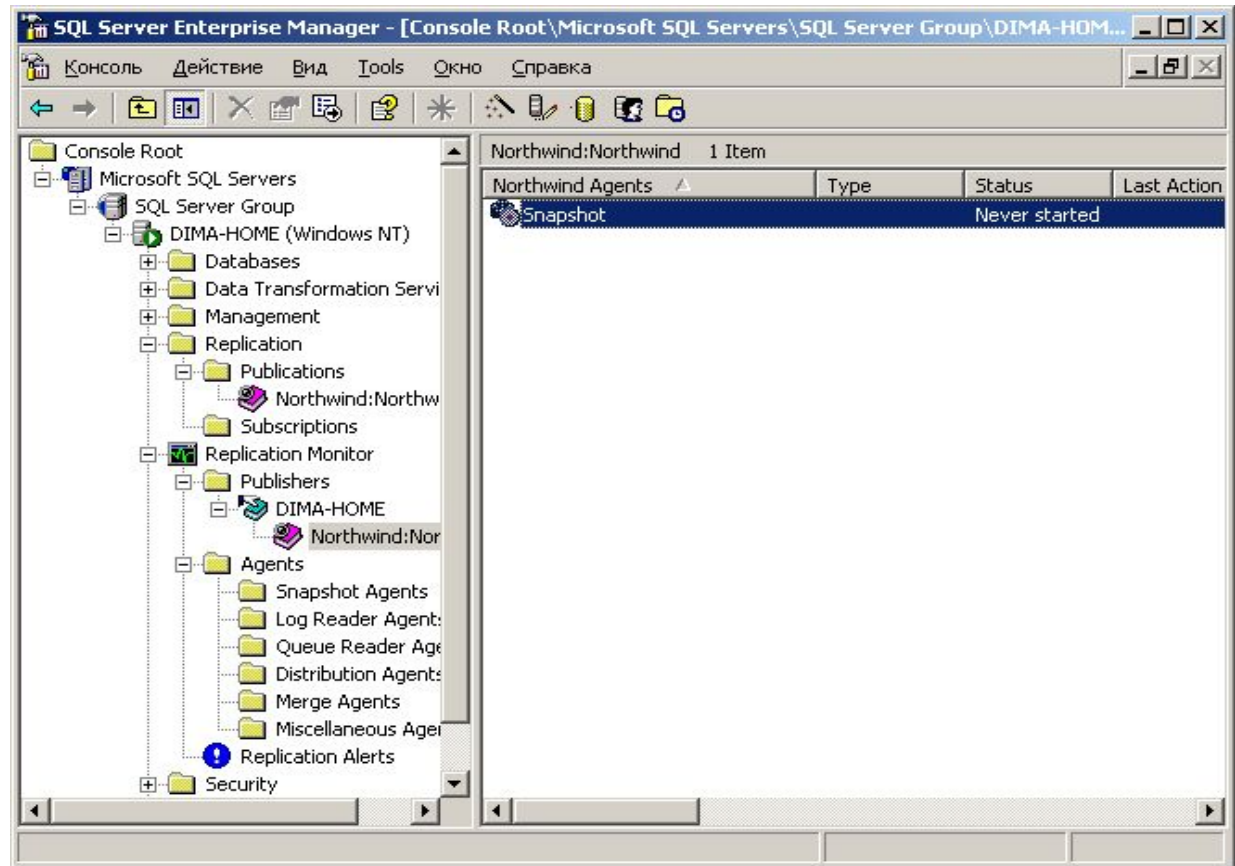 SQL Server Enterprise Manager - [Console Root\Microsoft SQL Servers\SQL Server Group\DIMA-HOM...
Консоль Действие Вид Tools Окно Справка
Console Root
Microsoft SQL Servers
SQL Server Group
DIMA-HOME (Windows NT)
Databases
Data Transformation Servi
Management
Replication
Publications
Northwind:Northw
Subscriptions
Replication Monitor
Publishers
DIMA-HOME
Northwind:Nor
Agents
Snapshot Agents
Log Reader Agent
Queue Reader Age
Distribution Agents
Merge Agents
Miscellaneous Agen
Replication Alerts
Security
Northwind:Northwind 1 Item
Northwind Agents Type Status Last Action
Snapshot Never started